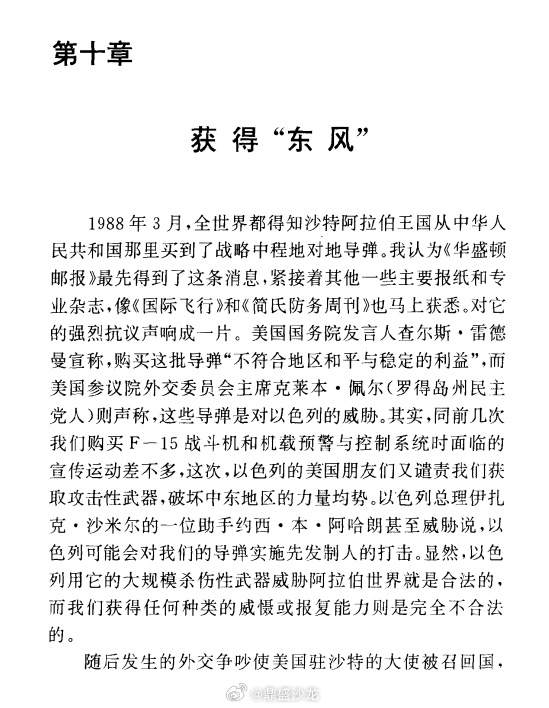 第十章
获得“东风”
1988年3月,全世界都得知沙特阿拉伯王国从中华人
民共和国那里买到了战略中程地对地导弹。我认为《华盛顿
邮报》最先得到了这条消息,紧接着其他一些主要报纸和专
业杂志,像《国际飞行》和《简氏防务周刊》也马上获悉。对它
的强烈抗议声响成一片。美国国务院发言人查尔斯·雷德
曼宣称,购买这批导弹“不符合地区和平与稳定的利益”,而
美国参议院外交委员会主席克莱本·佩尔(罗得岛州民主
党人)则声称,这些导弹是对以色列的威胁。其实,同前几次
我们购买F-15战斗机和机载预警与控制系统时面临的
宣传运动差不多,这次,以色列的美国朋友们又谴责我们获
取攻击性武器,破坏中东地区的力量均势。以色列总理伊扎
克·沙米尔的一位助手约西·本·阿哈朗甚至威胁说,以
色列可能会对我们的导弹实施先发制人的打击。显然,以色
列用它的大规模杀伤性武器威胁阿拉伯世界就是合法的,
而我们获得任何种类的威慑或报复能力则是完全不合法
的。
随后发生的外交争吵使美国驻沙特的大使被召回国,
@鼎盛沙龙